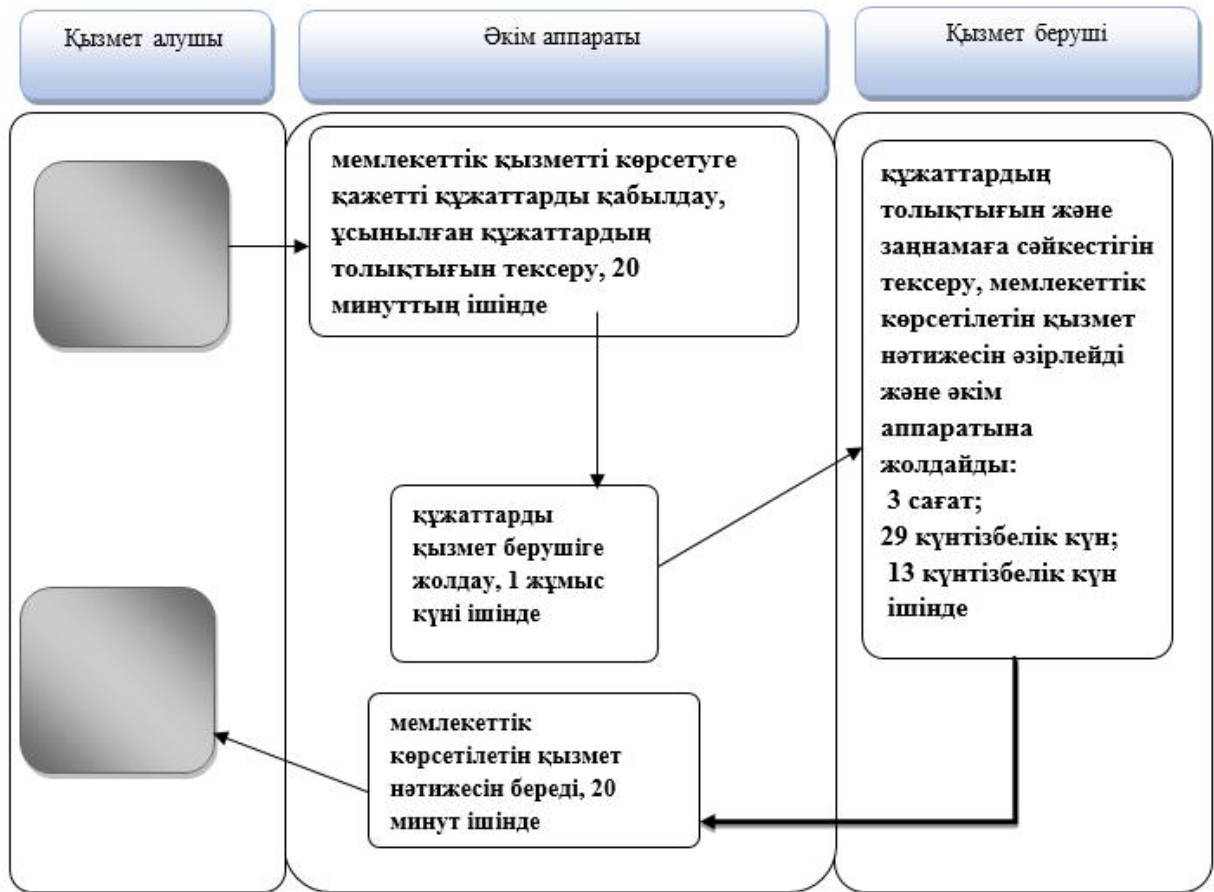 Қызмет алушы
Әкім аппараты
Қызмет беруші
мемлекеттік қызметті көрсетуге
қажетті құжаттарды қабылдау,
ұсынылған құжаттардың
толықтығын тексеру, 20
минуттың ішінде
құжаттарды
қызмет берушіге
жолдау, 1 жұмыс
күні ішінде
құжаттардың
толықтығын және
заңнамаға сәйкестігін
тексеру, мемлекеттік
көрсетілетін қызмет
нәтижесін әзірлейді
және әкім
аппаратына
жолдайды:
3 сағат;
29 күнтізбелік күн;
13 күнтізбелік күн
ішінде
мемлекеттік
көрсетілетін қызмет
нәтижесін береді, 20
минут ішінде